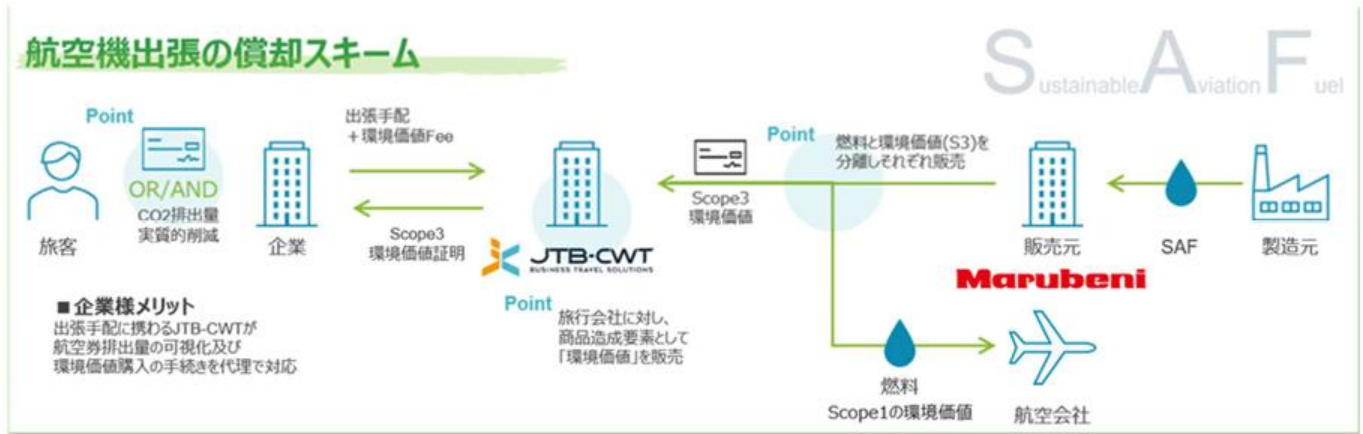 航空機出張の償却スキーム
Sustainable Aviation Fuel
Point
OR/AND
CO2排出量
実質的削減
旅客
企業
出張手配
＋環境価値Fee
Scope3
環境価値証明
JTB-CWT
BUSINESS TRAVEL SOLUTIONS
Point
旅行会社に対し、
商品造成要素として
「環境価値」を販売
Scope3
環境価値
Point
燃料と環境価値(S3)を
分離しそれぞれ販売
販売元
Marubeni
SAF
製造元
燃料
Scope1の環境価値
航空会社
■企業様メリット
出張手配に携わるJTB-CWTが
航空券排出量の可視化及び
環境価値購入の手続きを代理で対応